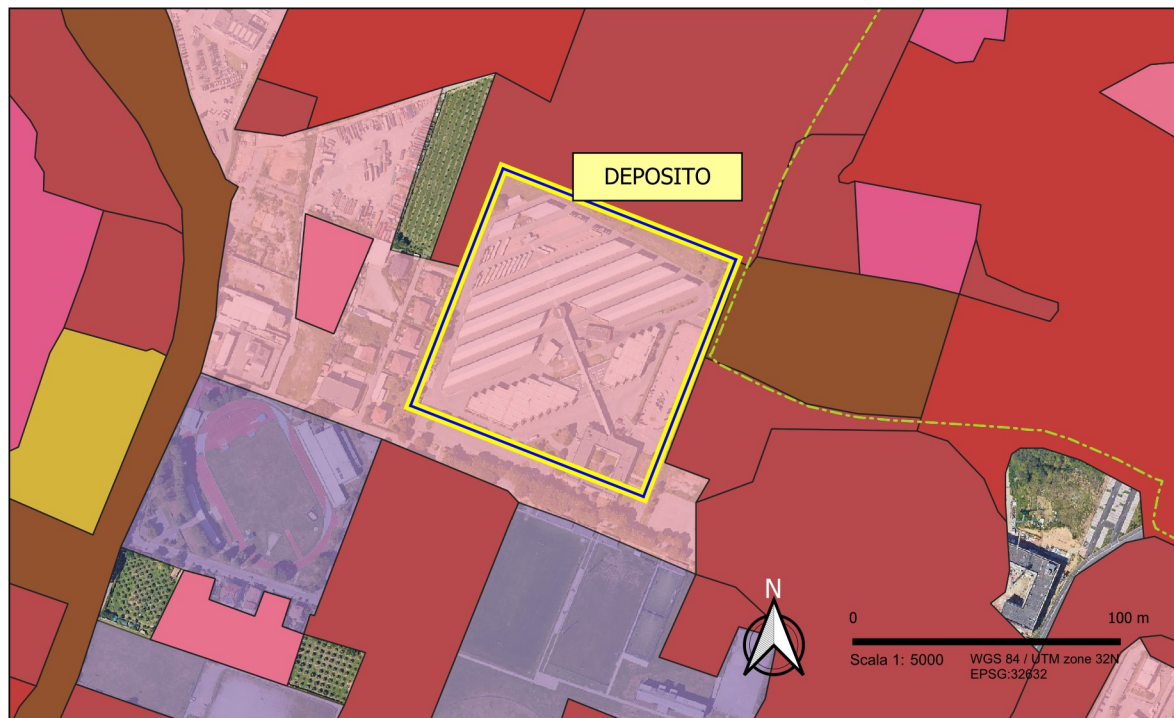 DEPOSITO
N
0 100 m
Scala 1: 5000 WGS 84 / UTM zone 32N
EPSG:32632